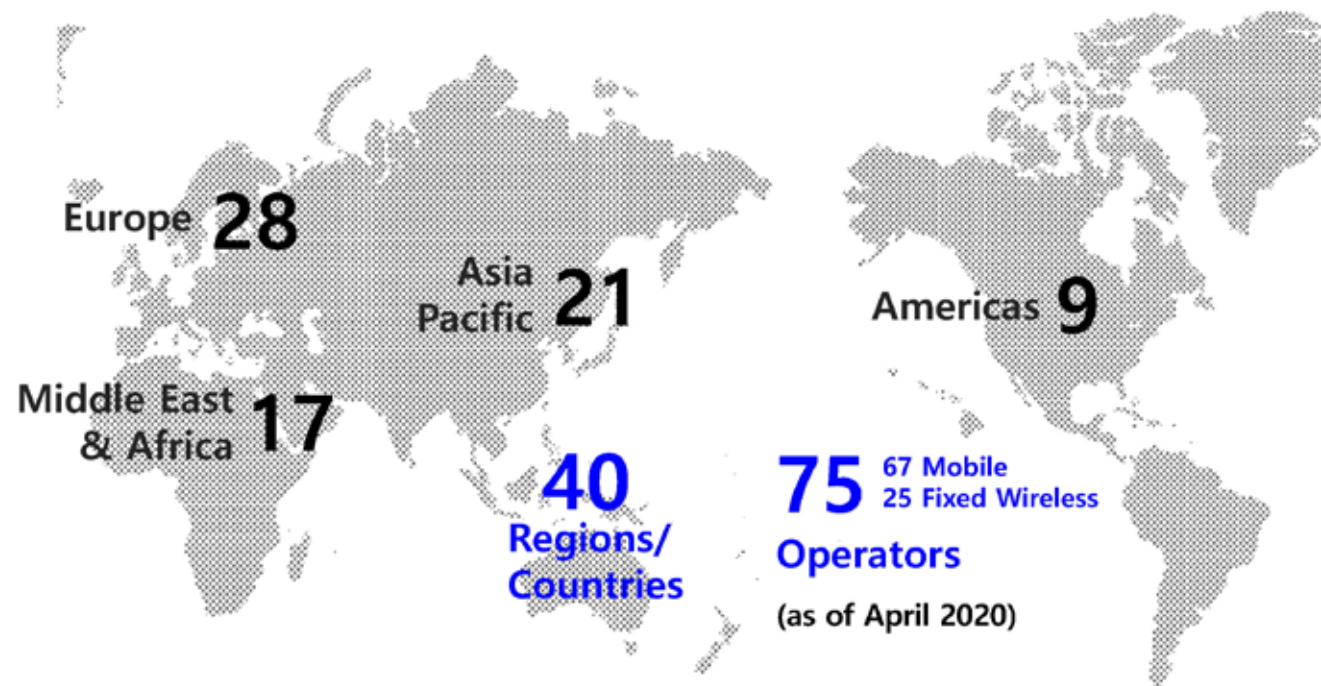 Europe 28
Asia
Pacific 21
Americas 9
Middle East
& Africa 17
40
Regions/
Countries
75 67 Mobile
25 Fixed Wireless
Operators
(as of April 2020)